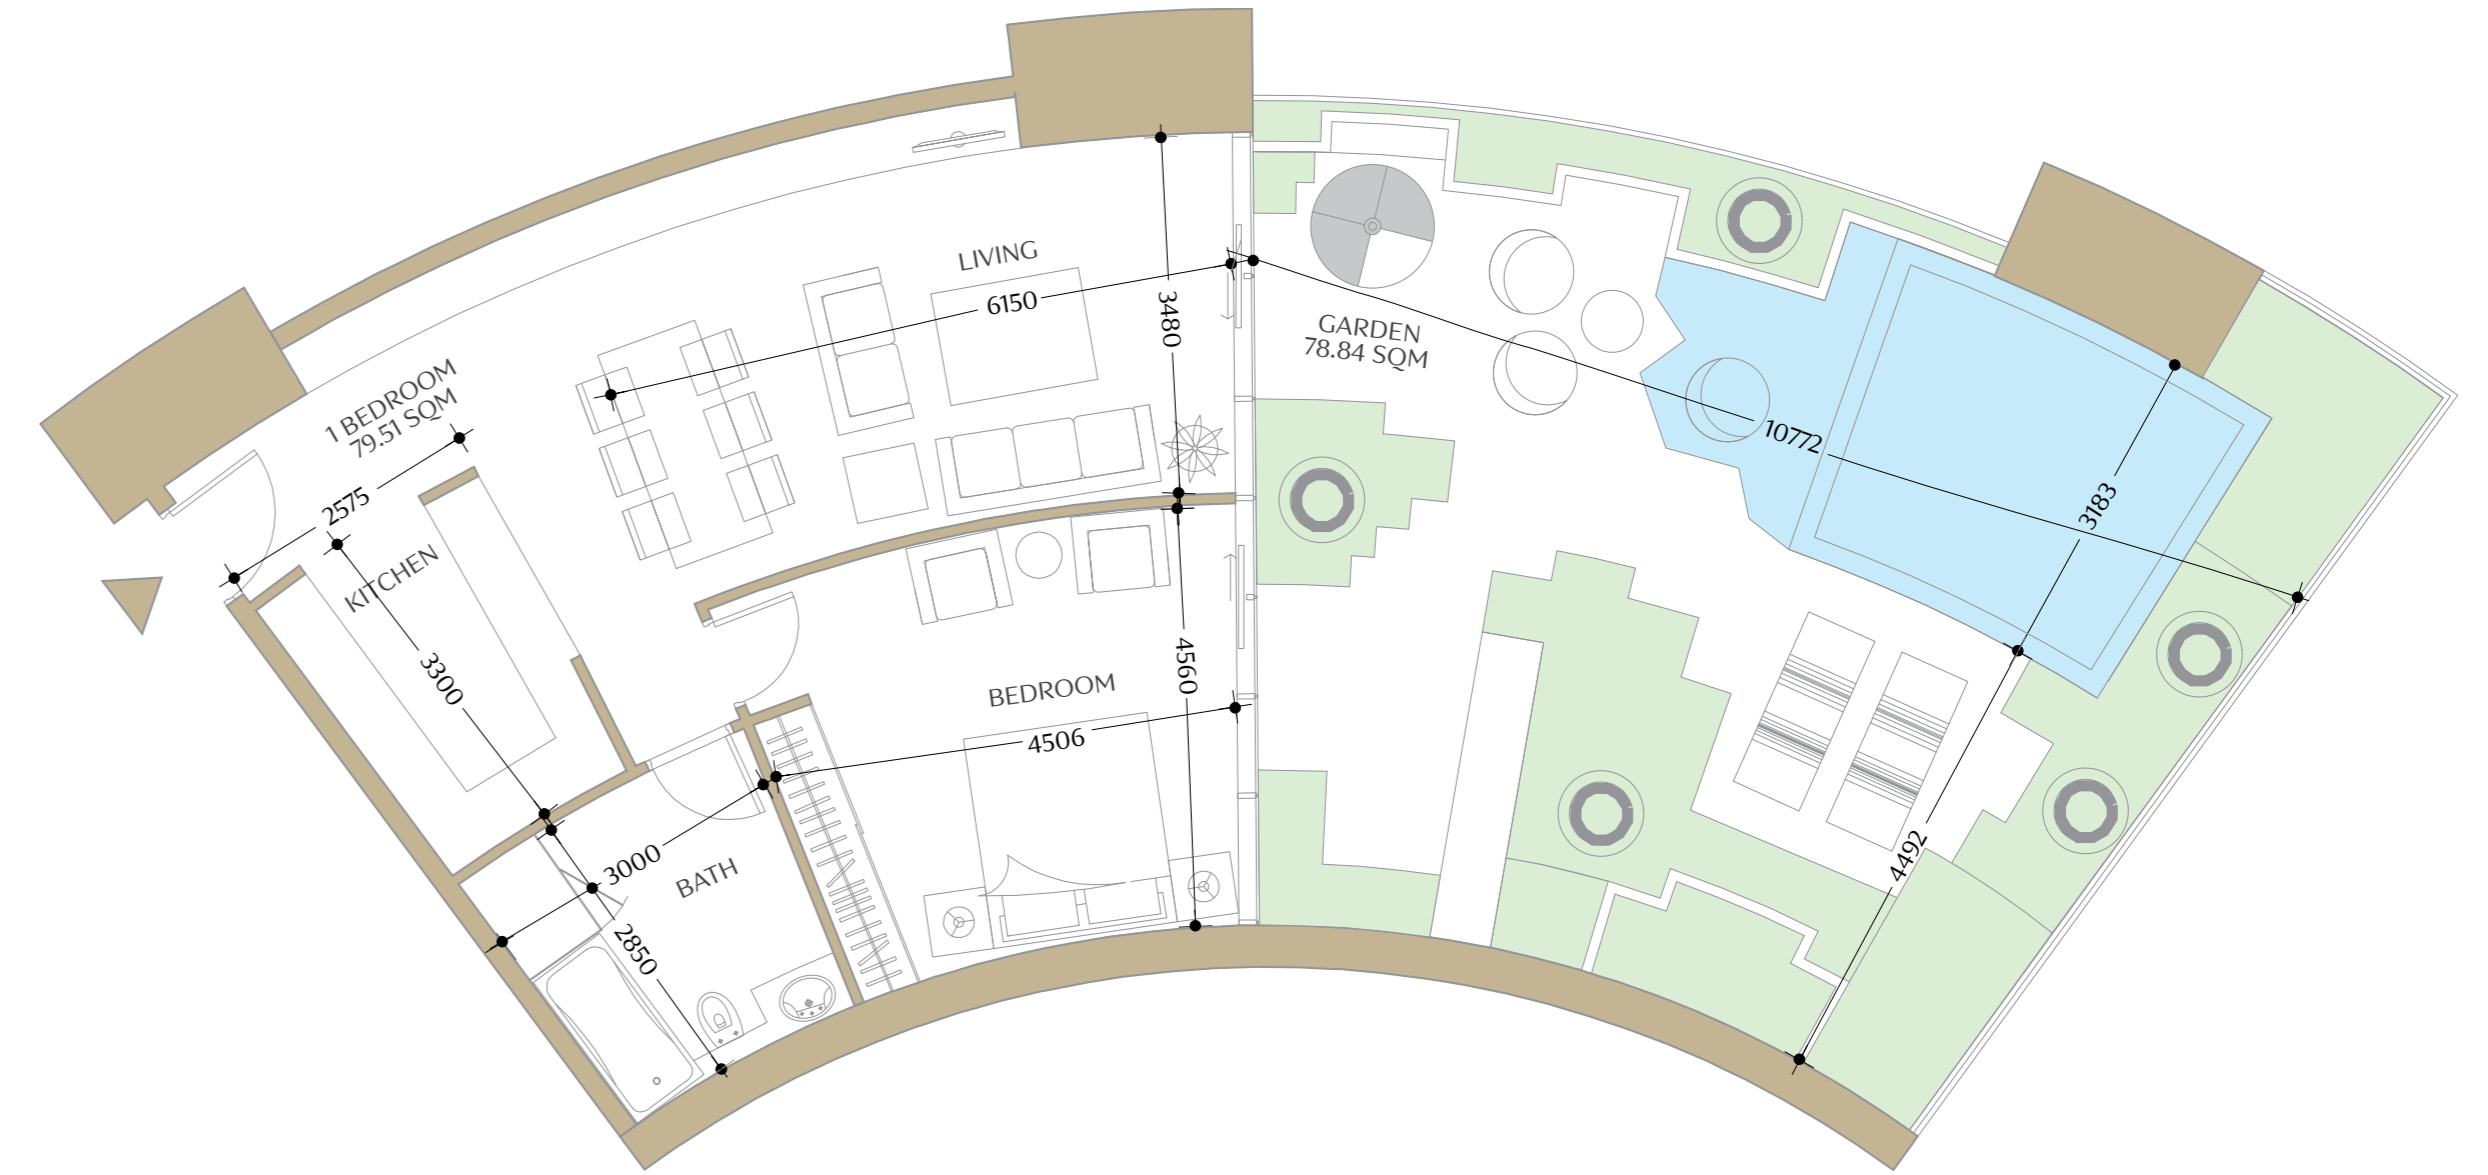 LIVING
6150
3480
1 BEDROOM
79.51 SQM
2575
KITCHEN
3300
BEDROOM
4560
4506
3000
BATH
2850
GARDEN
78.84 SQM
10772
3183
4492